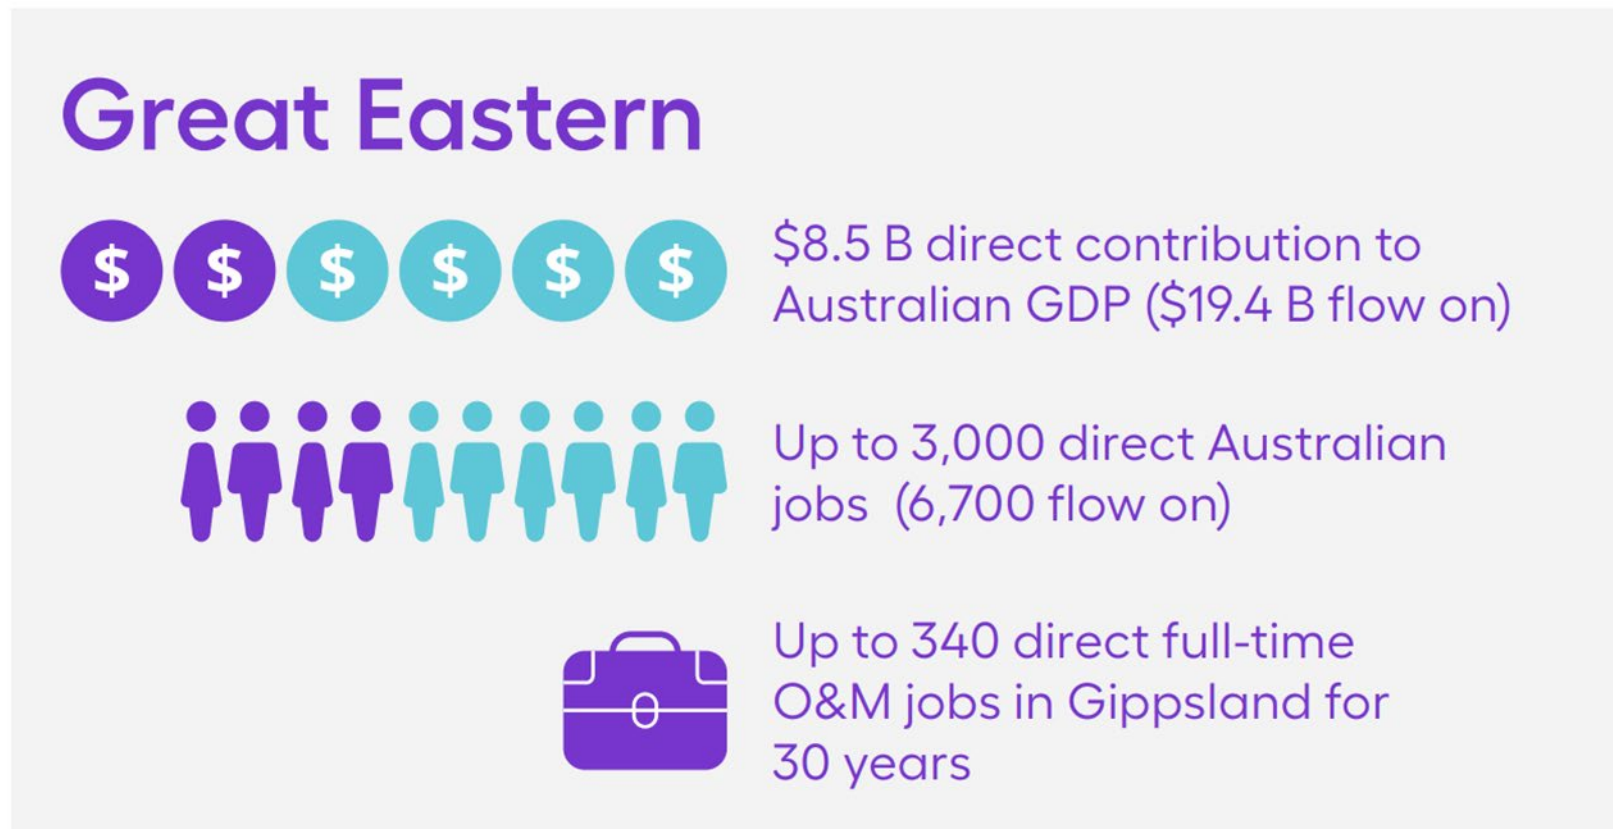 Great Eastern
$ $ $ $ $ $
$8.5 B direct contribution to
Australian GDP ($19.4 B flow on)
Up to 3,000 direct Australian
jobs  (6,700 flow on)
Up to 340 direct full-time
O&M jobs in Gippsland for
30 years